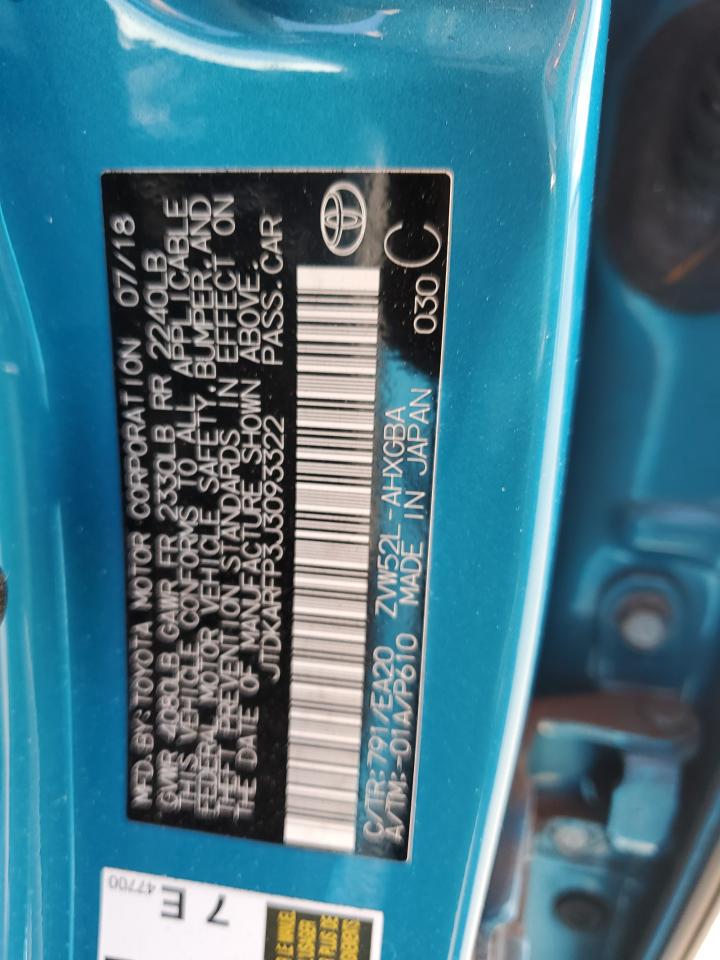 MFD.BY:TOYOTA MOTOR CORPORATION 07/18
GVWR 4080LB GAWR FR 2330LB RR 2240LB
THIS VEHICLE CONFORMS TO ALL APPLICABLE
FEDERAL MOTOR VEHICLE SAFETY,BUMPER,AND
THEFT PREVENTION STANDARDS IN EFFECT ON
THE DATE OF MANUFACTURE SHOWN ABOVE.
JTDKARFP3J3093322 PASS.CAR
C/TR:791/EA20 ZVW52L-AHXGBA 030 C
A/TM:-01A/P610 MADE IN JAPAN
47700
7 E
PLUS DE